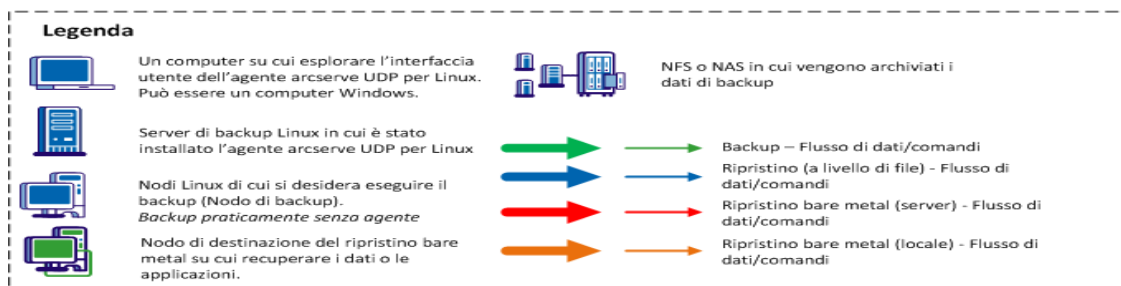 Legenda
Un computer su cui esplorare l'interfaccia
utente dell'agente arcserve UDP per Linux.
Può essere un computer Windows.
Server di backup Linux in cui è stato
installato l'agente arcserve UDP per Linux
Nodi Linux di cui si desidera eseguire il
backup (Nodo di backup).
Backup praticamente senza agente
Nodo di destinazione del ripristino bare
metal su cui recuperare i dati o le
applicazioni.
NFS o NAS in cui vengono archiviati i
dati di backup
Backup – Flusso di dati/comandi
Ripristino (a livello di file) - Flusso di
dati/comandi
Ripristino bare metal (server) - Flusso di
dati/comandi
Ripristino bare metal (locale) - Flusso di
dati/comandi